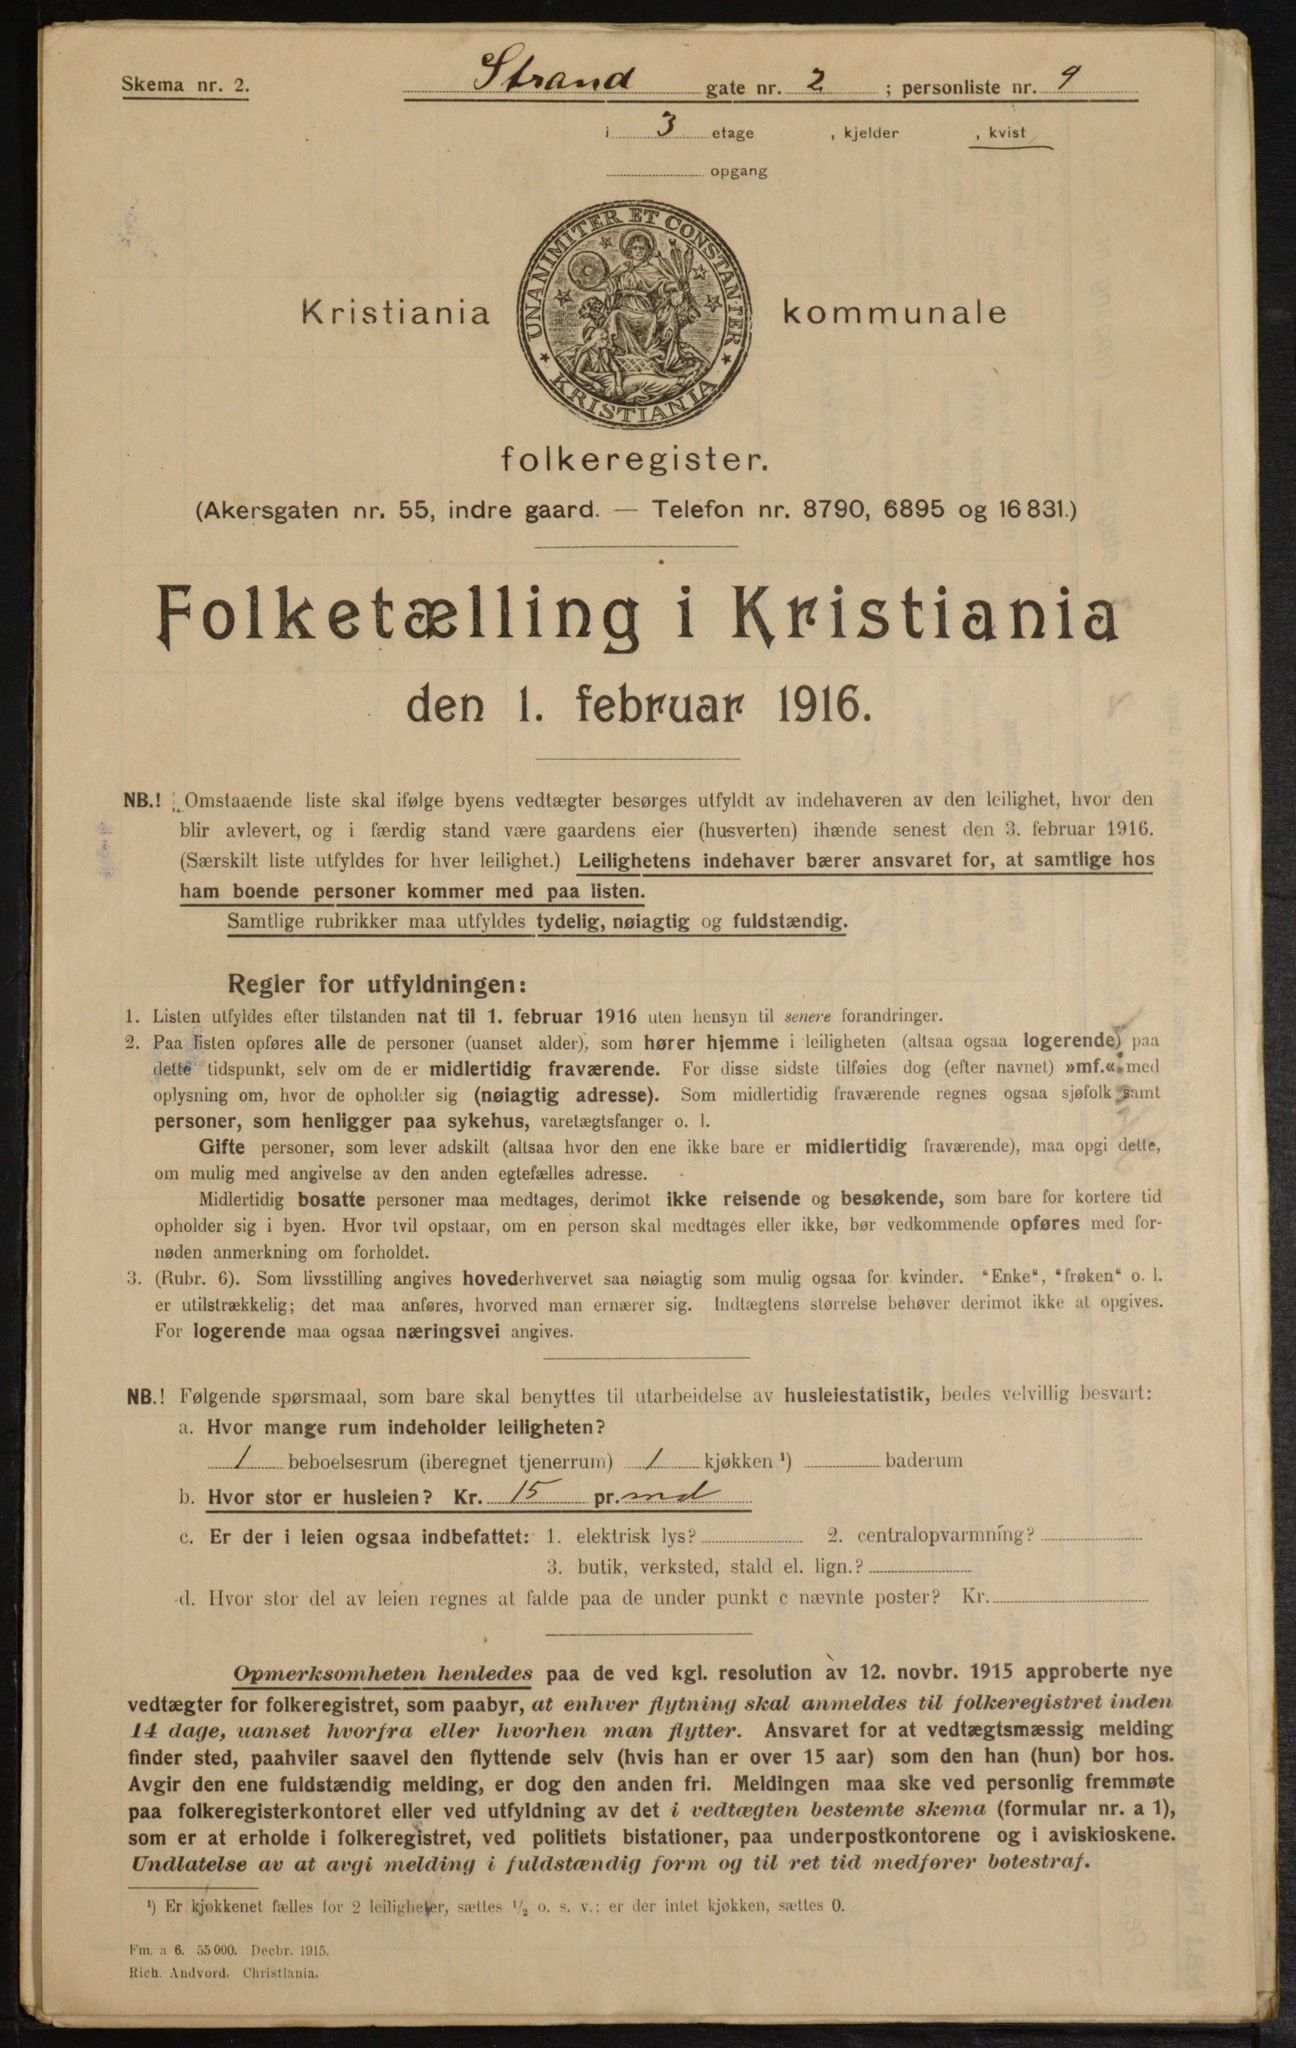 Skema nr. 2.
Strand gate nr. 2 ; personliste nr. 9
i 3 etage , kjelder , kvist
opgang
UNANIMITER ET CONSTANTER
KRISTIANIA
Kristiania kommunale
folkeregister.
(Akersgaten nr. 55, indre gaard. — Telefon nr. 8790, 6895 og 16 831.)
Folketælling i Kristiania
den 1. februar 1916.
NB.! Omstaaende liste skal ifølge byens vedtægter besørges utfyldt av indehaveren av den leilighet, hvor den
blir avlevert, og i færdig stand være gaardens eier (husverten) ihænde senest den 3. februar 1916.
(Særskilt liste utfyldes for hver leilighet.) Leilighetens indehaver bærer ansvaret for, at samtlige hos
ham boende personer kommer med paa listen.
Samtlige rubrikker maa utfyldes tydelig, nøiagtig og fuldstændig.
Regler for utfyldningen:
1. Listen utfyldes efter tilstanden nat til 1. februar 1916 uten hensyn til senere forandringer.
2. Paa listen opføres alle de personer (uanset alder), som hører hjemme i leiligheten (altsaa ogsaa logerende) paa
dette tidspunkt, selv om de er midlertidig fraværende. For disse sidste tilføies dog (efter navnet) »mf.« med
oplysning om, hvor de opholder sig (nøiagtig adresse). Som midlertidig fraværende regnes ogsaa sjøfolk samt
personer, som henligger paa sykehus, varetægtsfanger o. l.
Gifte personer, som lever adskilt (altsaa hvor den ene ikke bare er midlertidig fraværende), maa opgi dette,
om mulig med angivelse av den anden egtefælles adresse.
Midlertidig bosatte personer maa medtages, derimot ikke reisende og besøkende, som bare for kortere tid
opholder sig i byen. Hvor tvil opstaar, om en person skal medtages eller ikke, bør vedkommende opføres med for-
nøden anmerkning om forholdet.
3. (Rubr. 6). Som livsstilling angives hovederhvervet saa nøiagtig som mulig ogsaa for kvinder. "Enke", "frøken" o. l.
er utilstrækkelig; det maa anføres, hvorved man ernærer sig. Indtægtens størrelse behøver derimot ikke at opgives.
For logerende maa ogsaa næringsvei angives.
NB.! Følgende spørsmaal, som bare skal benyttes til utarbeidelse av husleiestatistik, bedes velvillig besvart:
a. Hvor mange rum indeholder leiligheten?
1 beboelsesrum (iberegnet tjenerrum) 1 kjøkken ¹) baderum
b. Hvor stor er husleien? Kr. 15 pr. md
c. Er der i leien ogsaa indbefattet: 1. elektrisk lys? 2. centralopvarmning?
3. butik, verksted, stald el. lign.?
d. Hvor stor del av leien regnes at falde paa de under punkt c nævnte poster? Kr.
Opmerksomheten henledes paa de ved kgl. resolution av 12. novbr. 1915 approberte nye
vedtægter for folkeregistret, som paabyr, at enhver flytning skal anmeldes til folkeregistret inden
14 dage, uanset hvorfra eller hvorhen man flytter. Ansvaret for at vedtægtsmæssig melding
finder sted, paahviler saavel den flyttende selv (hvis han er over 15 aar) som den han (hun) bor hos.
Avgir den ene fuldstændig melding, er dog den anden fri. Meldingen maa ske ved personlig fremmøte
paa folkeregisterkontoret eller ved utfyldning av det i vedtægten bestemte skema (formular nr. a 1),
som er at erholde i folkeregistret, ved politiets bistationer, paa underpostkontorene og i aviskioskene.
Undlatelse av at avgi melding i fuldstændig form og til ret tid medfører bøtestraf.
¹) Er kjøkkenet fælles for 2 leiligheter, sættes ¹/₂ o. s. v.; er der intet kjøkken, sættes 0.
Fm. a 6. 55 000. Decbr. 1915.
Rich. Andvord. Christiania.